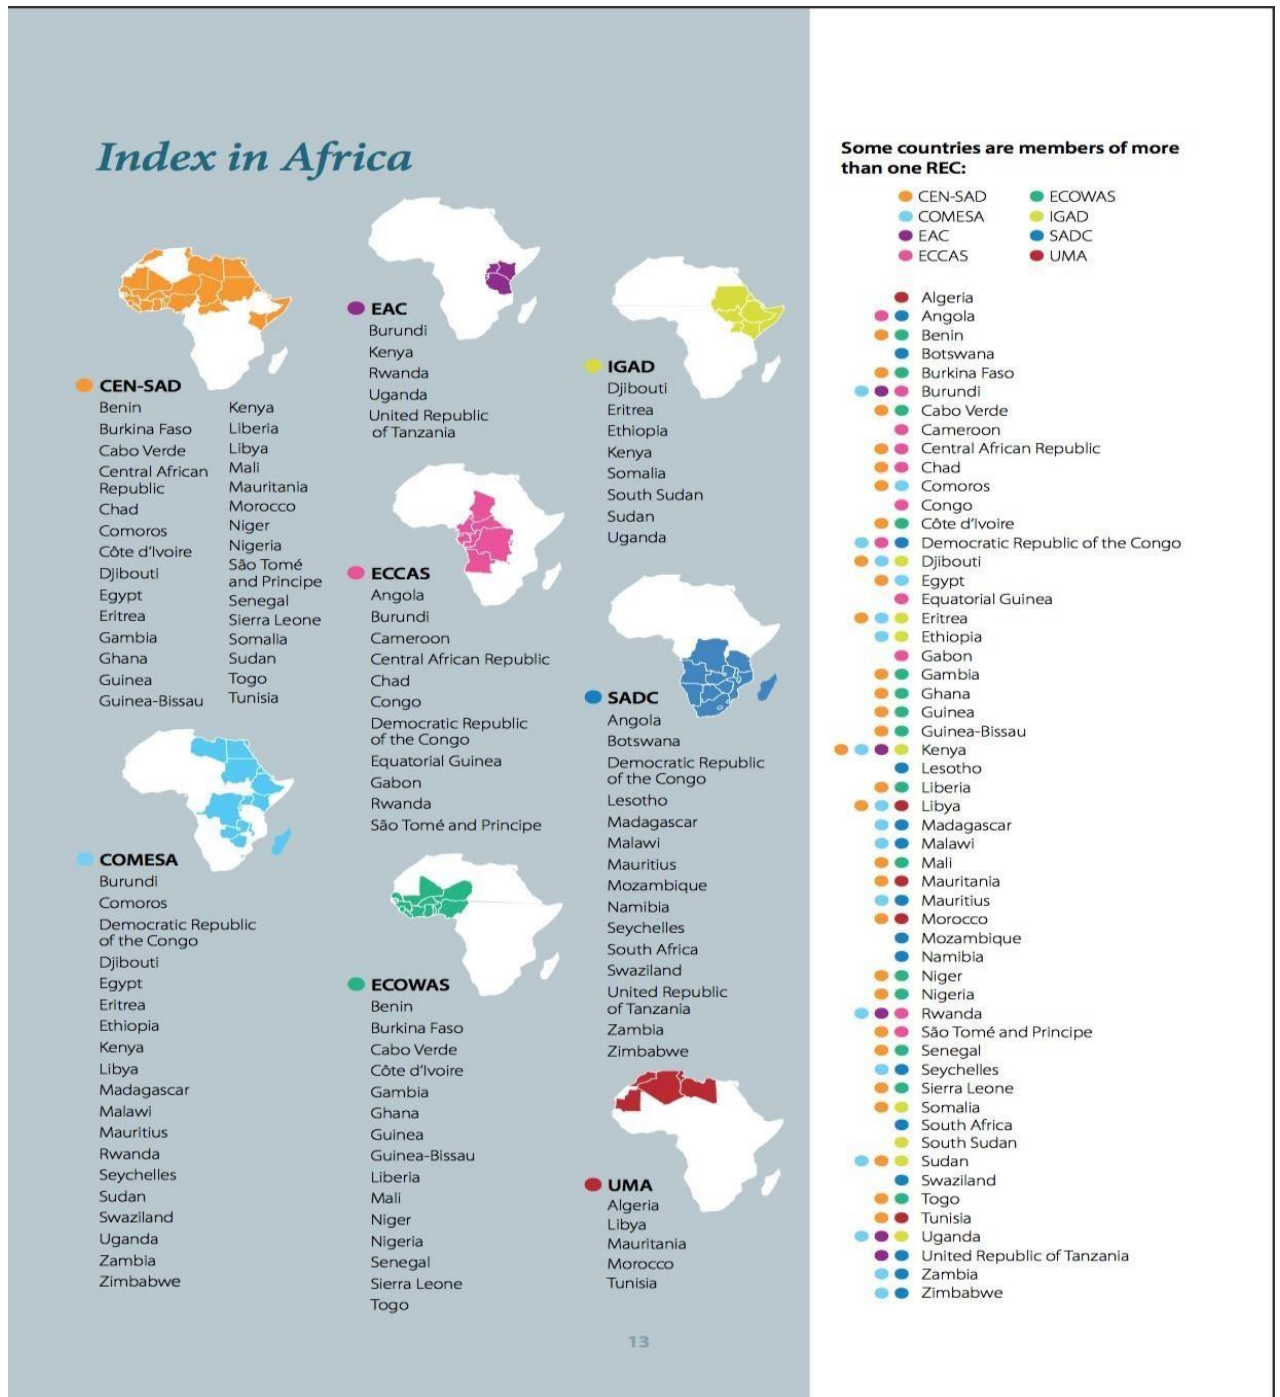 Index in Africa
CEN-SAD
Benin
Burkina Faso
Cabo Verde
Central African
Republic
Chad
Comoros
Côte d'Ivoire
Djibouti
Egypt
Eritrea
Gambia
Ghana
Guinea
Guinea-Bissau
Kenya
Liberia
Libya
Mali
Mauritania
Morocco
Niger
Nigeria
São Tomé
and Principe
Senegal
Sierra Leone
Somalia
Sudan
Togo
Tunisia
COMESA
Burundi
Comoros
Democratic Republic
of the Congo
Djibouti
Egypt
Eritrea
Ethiopia
Kenya
Libya
Madagascar
Malawi
Mauritius
Rwanda
Seychelles
Sudan
Swaziland
Uganda
Zambia
Zimbabwe
EAC
Burundi
Kenya
Rwanda
Uganda
United Republic
of Tanzania
ECCAS
Angola
Burundi
Cameroon
Central African Republic
Chad
Congo
Democratic Republic
of the Congo
Equatorial Guinea
Gabon
Rwanda
São Tomé and Principe
ECOWAS
Benin
Burkina Faso
Cabo Verde
Côte d'Ivoire
Gambia
Ghana
Guinea
Guinea-Bissau
Liberia
Mali
Niger
Nigeria
Senegal
Sierra Leone
Togo
IGAD
Djibouti
Eritrea
Ethiopia
Kenya
Somalia
South Sudan
Sudan
Uganda
SADC
Angola
Botswana
Democratic Republic
of the Congo
Lesotho
Madagascar
Malawi
Mauritius
Mozambique
Namibia
Seychelles
South Africa
Swaziland
United Republic
of Tanzania
Zambia
Zimbabwe
UMA
Algeria
Libya
Mauritania
Morocco
Tunisia
13
Some countries are members of more
than one REC:
CEN-SAD
COMESA
EAC
ECCAS
ECOWAS
IGAD
SADC
UMA
Algeria
Angola
Benin
Botswana
Burkina Faso
Burundi
Cabo Verde
Cameroon
Central African Republic
Chad
Comoros
Congo
Côte d'Ivoire
Democratic Republic of the Congo
Djibouti
Egypt
Equatorial Guinea
Eritrea
Ethiopia
Gabon
Gambia
Ghana
Guinea
Guinea-Bissau
Kenya
Lesotho
Liberia
Libya
Madagascar
Malawi
Mali
Mauritania
Mauritius
Morocco
Mozambique
Namibia
Niger
Nigeria
Rwanda
São Tomé and Principe
Senegal
Seychelles
Sierra Leone
Somalia
South Africa
South Sudan
Sudan
Swaziland
Togo
Tunisia
Uganda
United Republic of Tanzania
Zambia
Zimbabwe